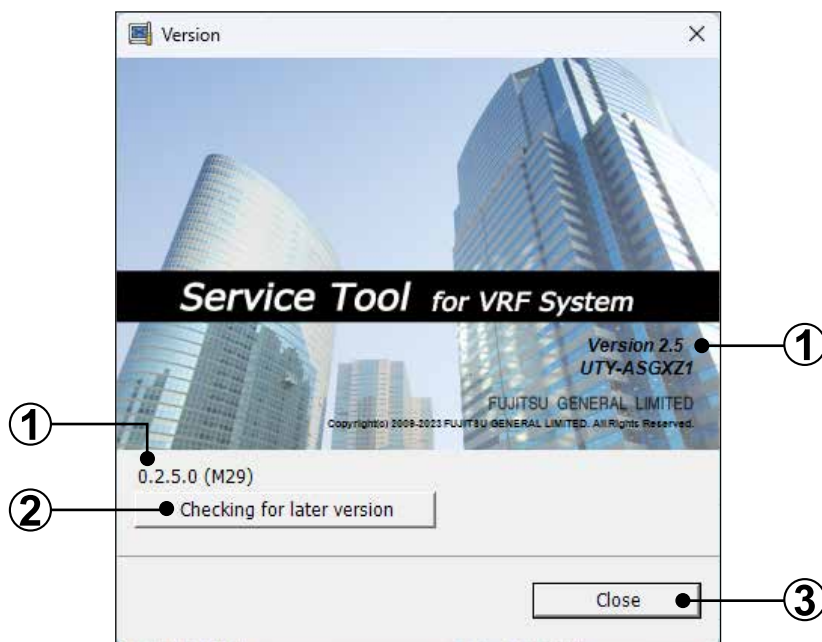 Version
Service Tool for VRF System
Version 2.5
1
UTY-ASGXZ1
FUJITSU GENERAL LIMITED
Copyright(c) 2009-2023 FUJITSU GENERAL LIMITED. All Rights Reserved.
1
0.2.5.0 (M29)
2
Checking for later version
Close
3